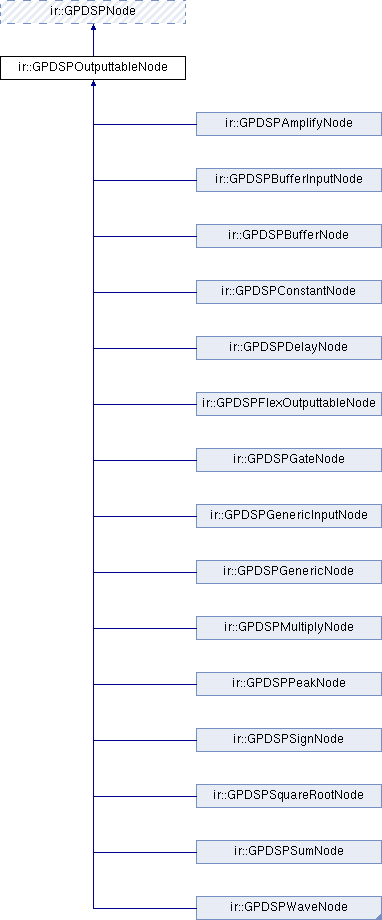 ir::GPDSPNode
ir::GPDSPOutputtableNode
ir::GPDSPAmplifyNode
ir::GPDSPBufferInputNode
ir::GPDSPBufferNode
ir::GPDSPConstantNode
ir::GPDSPDelayNode
ir::GPDSPFlexOutputtableNode
ir::GPDSPGateNode
ir::GPDSPGenericInputNode
ir::GPDSPGenericNode
ir::GPDSPMultiplyNode
ir::GPDSPPeakNode
ir::GPDSPSignNode
ir::GPDSPSquareRootNode
ir::GPDSPSumNode
ir::GPDSPWaveNode